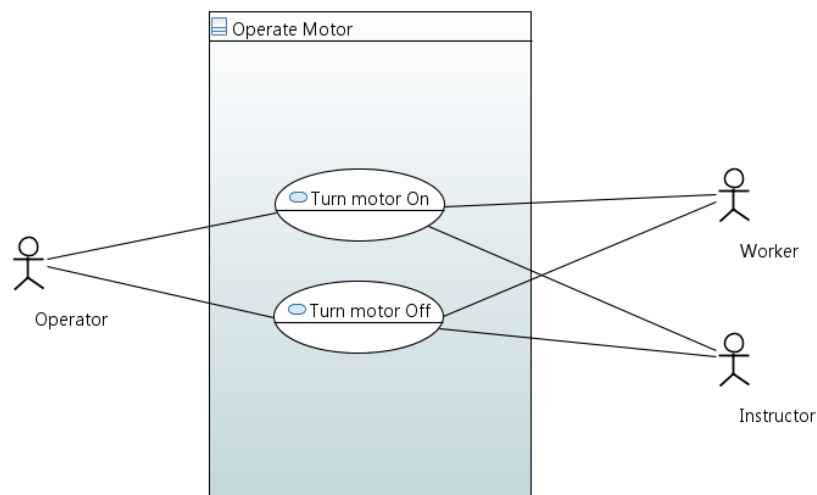 Operate Motor
Turn motor On
Worker
Operator
Turn motor Off
Instructor